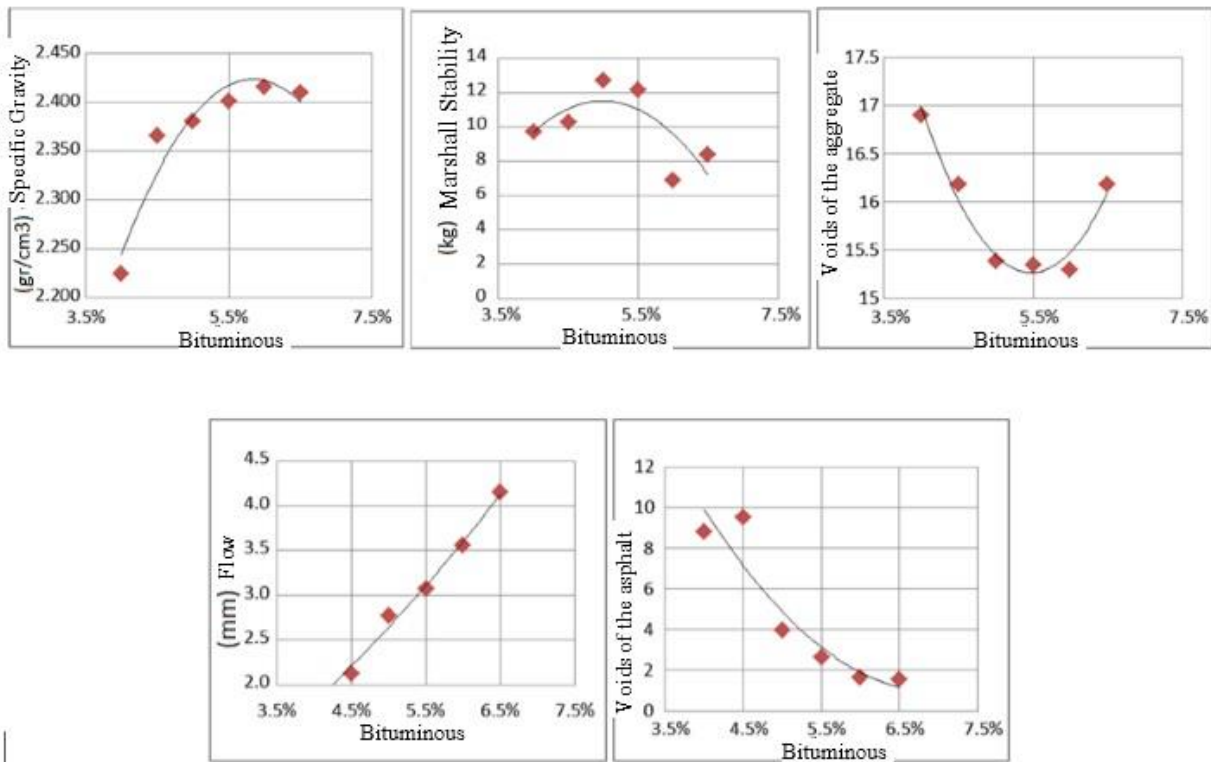 (gr/cm3) Specific Gravity
2.450
2.400
2.350
2.300
2.250
2.200
3.5% 5.5% 7.5%
Bituminous
(kg) Marshall Stability
14
12
10
8
6
4
2
0
3.5% 5.5% 7.5%
Bituminous
Voids of the aggregate
17.5
17
16.5
16
15.5
15
3.5% 5.5% 7.5%
Bituminous
(mm) Flow
4.5
4.0
3.5
3.0
2.5
2.0
3.5% 4.5% 5.5% 6.5% 7.5%
Bituminous
Voids of the asphalt
12
10
8
6
4
2
0
3.5% 4.5% 5.5% 6.5% 7.5%
Bituminous